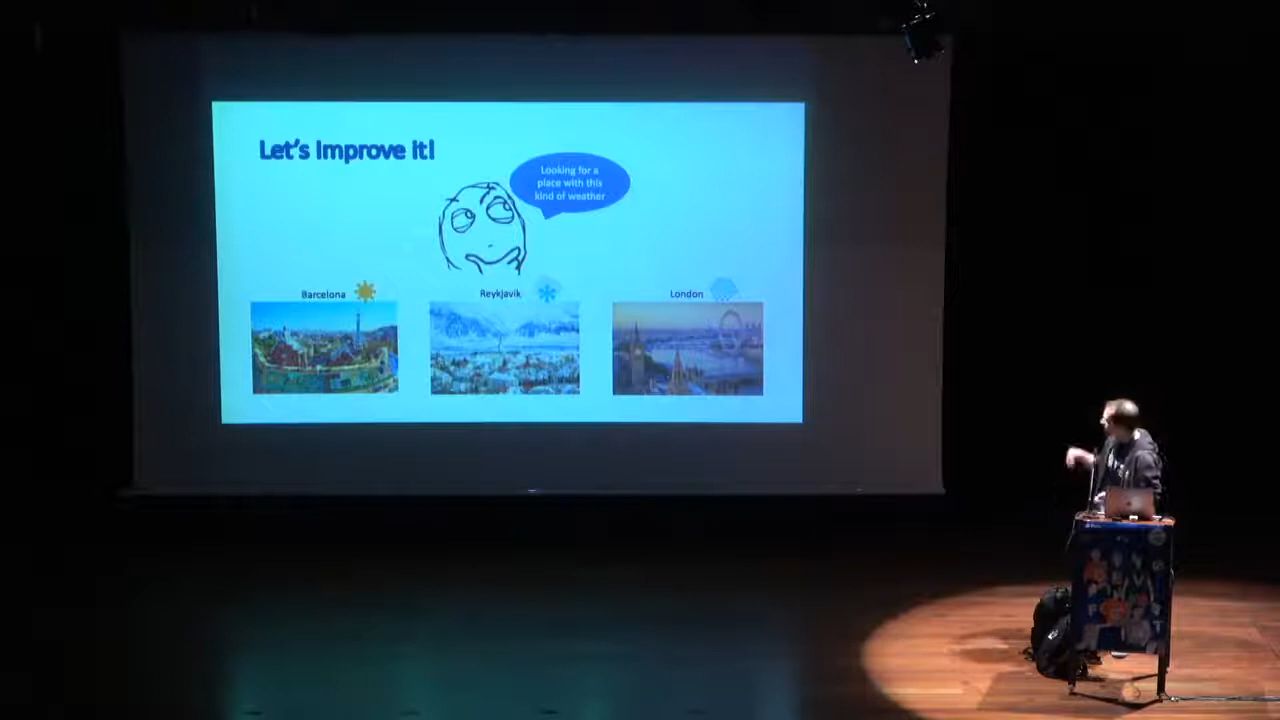 Let's Improve it!
Looking for a
place with this
kind of weather
Barcelona
Reykjavik
London